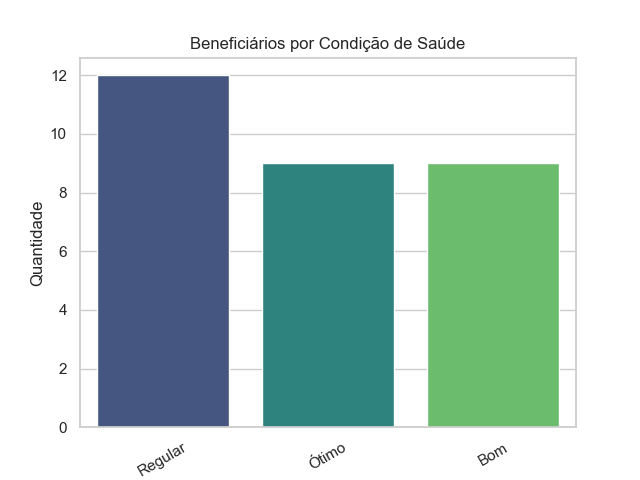 Beneficiários por Condição de Saúde
Quantidade
12
10
8
6
4
2
0
Regular
Ótimo
Bom